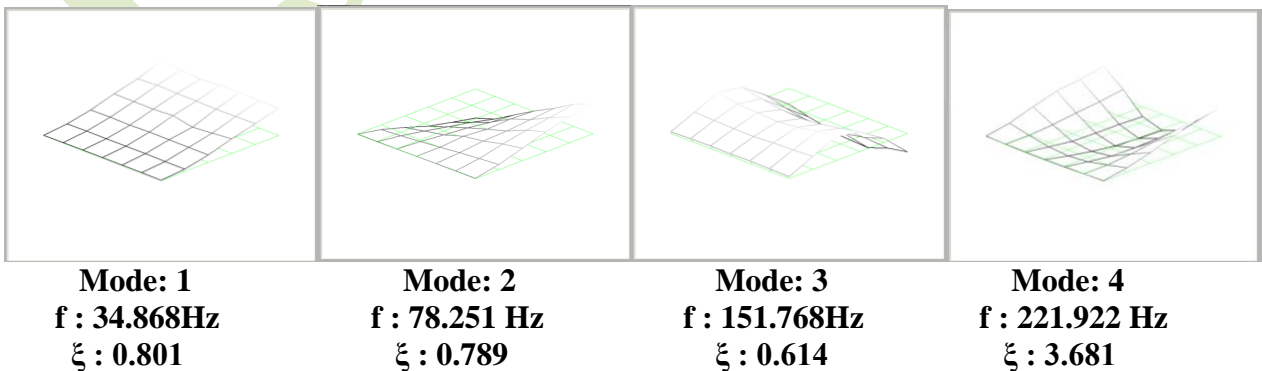 Mode: 1
f : 34.868Hz
ξ : 0.801
Mode: 2
f : 78.251 Hz
ξ : 0.789
Mode: 3
f : 151.768Hz
ξ : 0.614
Mode: 4
f : 221.922 Hz
ξ : 3.681